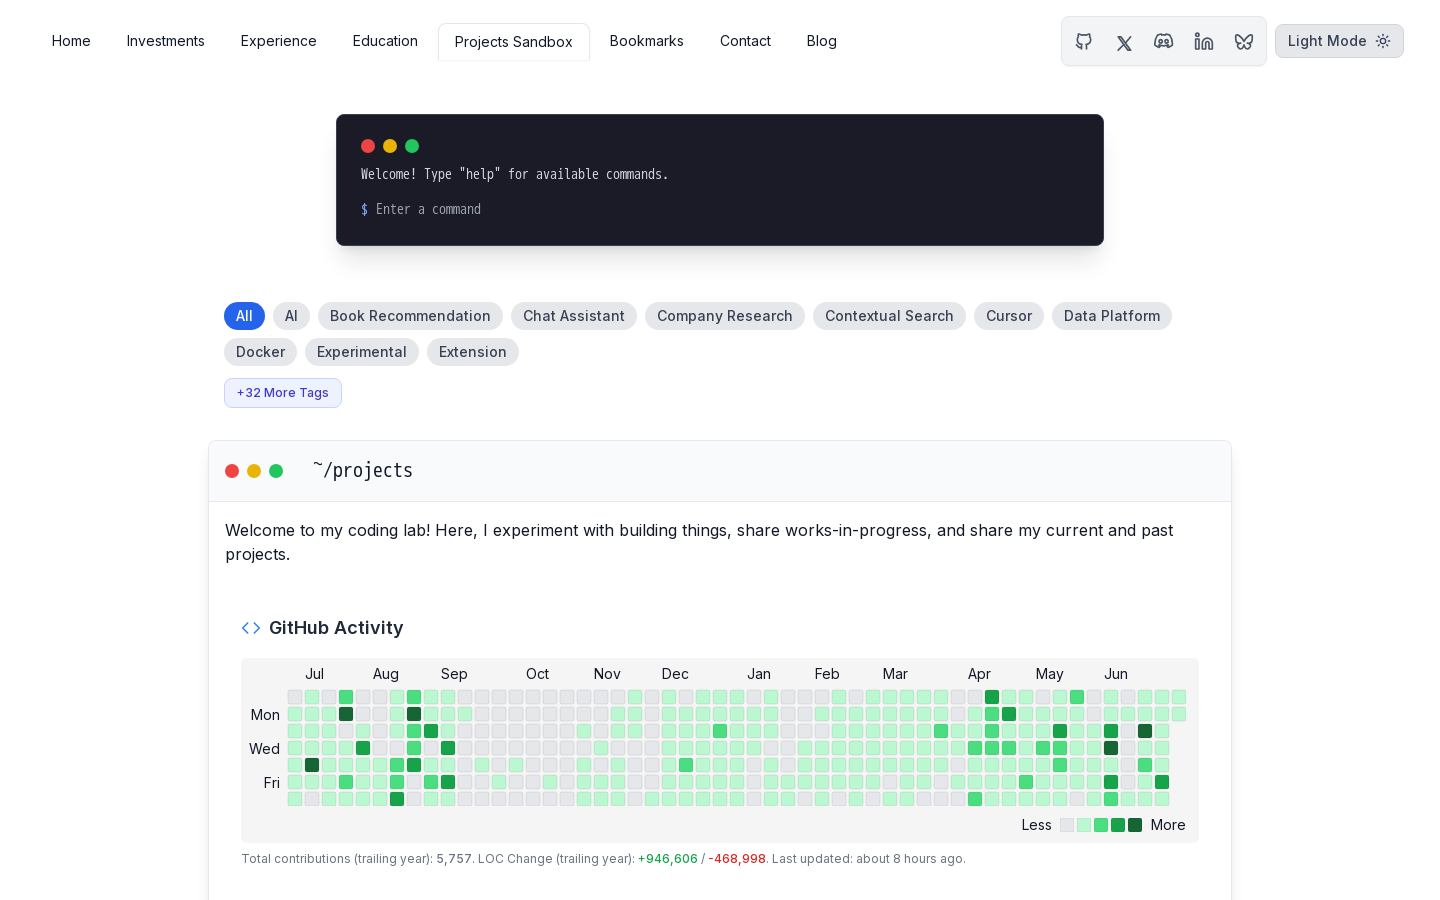 Home Investments Experience Education Projects Sandbox Bookmarks Contact Blog Light Mode
Welcome! Type "help" for available commands.
$ Enter a command
All AI Book Recommendation Chat Assistant Company Research Contextual Search Cursor Data Platform
Docker Experimental Extension
+32 More Tags
~/projects
Welcome to my coding lab! Here, I experiment with building things, share works-in-progress, and share my current and past
projects.
GitHub Activity
Jul Aug Sep Oct Nov Dec Jan Feb Mar Apr May Jun
Mon
Wed
Fri
Less More
Total contributions (trailing year): 5,757. LOC Change (trailing year): +946,606 / -468,998. Last updated: about 8 hours ago.